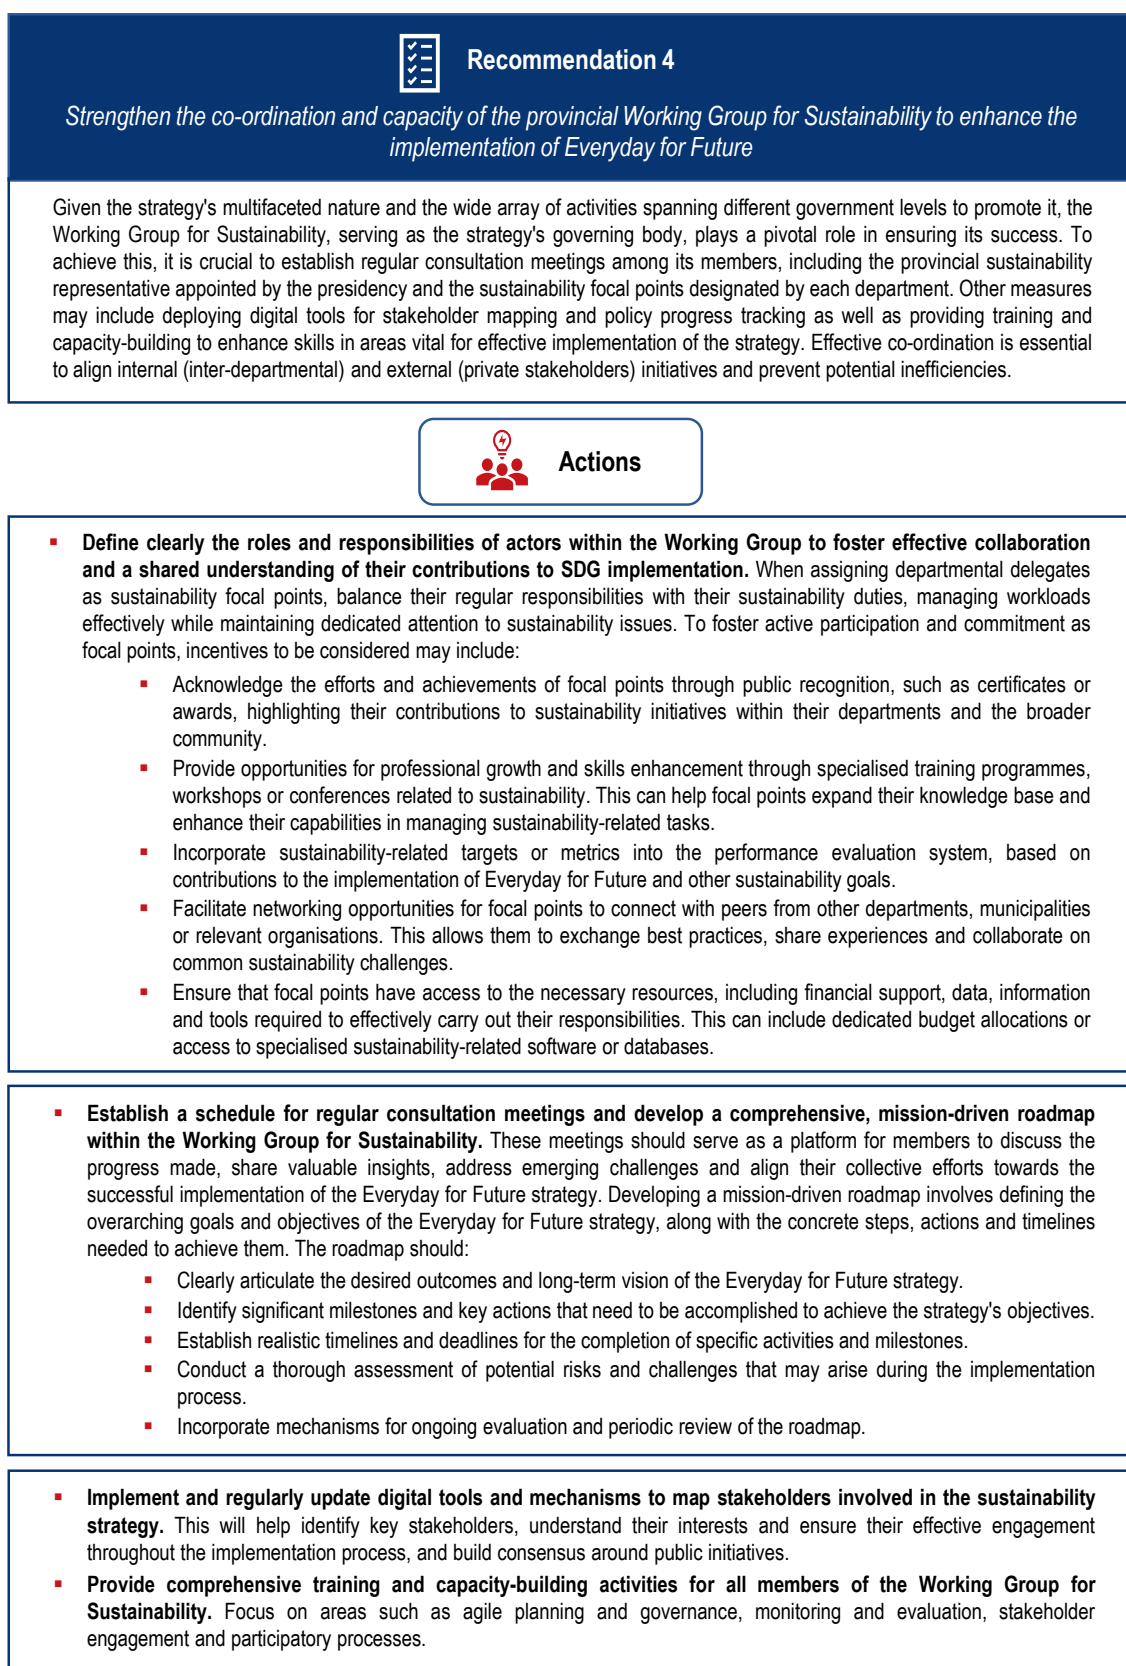 Recommendation 4
Strengthen the co-ordination and capacity of the provincial Working Group for Sustainability to enhance the
implementation of Everyday for Future
Given the strategy's multifaceted nature and the wide array of activities spanning different government levels to promote it, the
Working Group for Sustainability, serving as the strategy's governing body, plays a pivotal role in ensuring its success. To
achieve this, it is crucial to establish regular consultation meetings among its members, including the provincial sustainability
representative appointed by the presidency and the sustainability focal points designated by each department. Other measures
may include deploying digital tools for stakeholder mapping and policy progress tracking as well as providing training and
capacity-building to enhance skills in areas vital for effective implementation of the strategy. Effective co-ordination is essential
to align internal (inter-departmental) and external (private stakeholders) initiatives and prevent potential inefficiencies.
Actions
▪ Define clearly the roles and responsibilities of actors within the Working Group to foster effective collaboration
and a shared understanding of their contributions to SDG implementation. When assigning departmental delegates
as sustainability focal points, balance their regular responsibilities with their sustainability duties, managing workloads
effectively while maintaining dedicated attention to sustainability issues. To foster active participation and commitment as
focal points, incentives to be considered may include:
▪ Acknowledge the efforts and achievements of focal points through public recognition, such as certificates or
awards, highlighting their contributions to sustainability initiatives within their departments and the broader
community.
▪ Provide opportunities for professional growth and skills enhancement through specialised training programmes,
workshops or conferences related to sustainability. This can help focal points expand their knowledge base and
enhance their capabilities in managing sustainability-related tasks.
▪ Incorporate sustainability-related targets or metrics into the performance evaluation system, based on
contributions to the implementation of Everyday for Future and other sustainability goals.
▪ Facilitate networking opportunities for focal points to connect with peers from other departments, municipalities
or relevant organisations. This allows them to exchange best practices, share experiences and collaborate on
common sustainability challenges.
▪ Ensure that focal points have access to the necessary resources, including financial support, data, information
and tools required to effectively carry out their responsibilities. This can include dedicated budget allocations or
access to specialised sustainability-related software or databases.
▪ Establish a schedule for regular consultation meetings and develop a comprehensive, mission-driven roadmap
within the Working Group for Sustainability. These meetings should serve as a platform for members to discuss the
progress made, share valuable insights, address emerging challenges and align their collective efforts towards the
successful implementation of the Everyday for Future strategy. Developing a mission-driven roadmap involves defining the
overarching goals and objectives of the Everyday for Future strategy, along with the concrete steps, actions and timelines
needed to achieve them. The roadmap should:
▪ Clearly articulate the desired outcomes and long-term vision of the Everyday for Future strategy.
▪ Identify significant milestones and key actions that need to be accomplished to achieve the strategy's objectives.
▪ Establish realistic timelines and deadlines for the completion of specific activities and milestones.
▪ Conduct a thorough assessment of potential risks and challenges that may arise during the implementation
process.
▪ Incorporate mechanisms for ongoing evaluation and periodic review of the roadmap.
▪ Implement and regularly update digital tools and mechanisms to map stakeholders involved in the sustainability
strategy. This will help identify key stakeholders, understand their interests and ensure their effective engagement
throughout the implementation process, and build consensus around public initiatives.
▪ Provide comprehensive training and capacity-building activities for all members of the Working Group for
Sustainability. Focus on areas such as agile planning and governance, monitoring and evaluation, stakeholder
engagement and participatory processes.